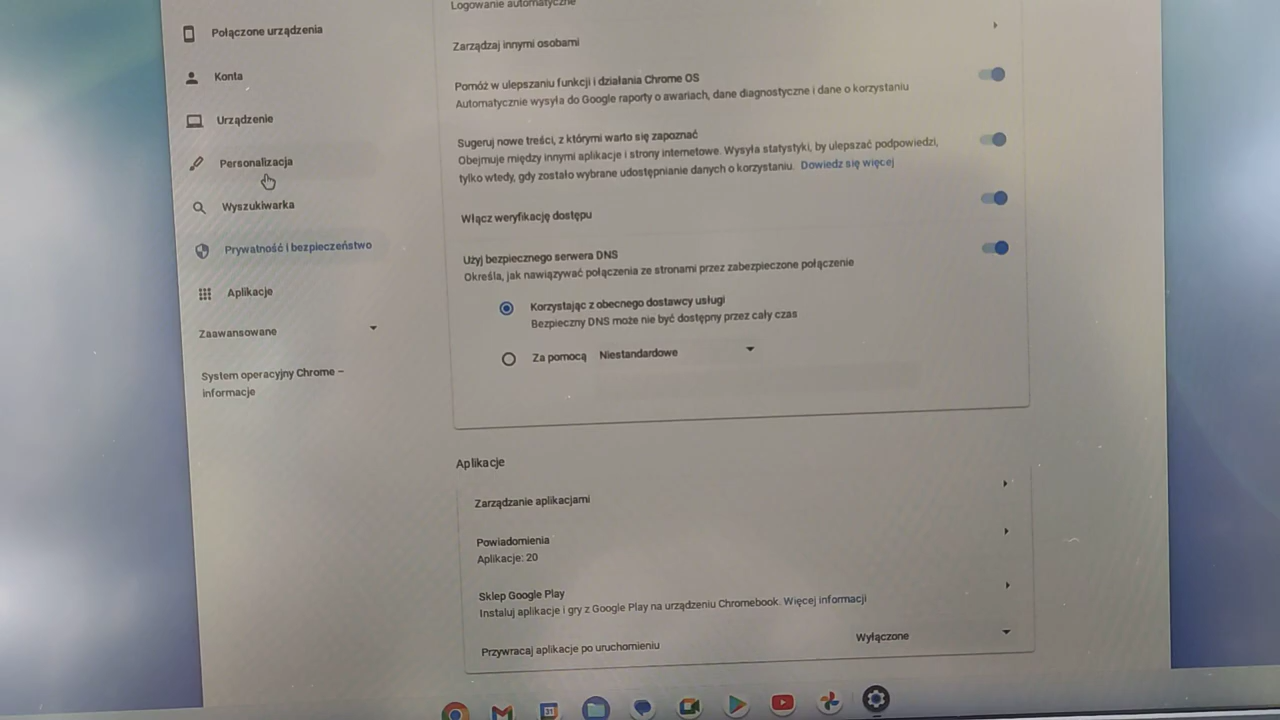 Połączone urządzenia
Konta
Urządzenie
Personalizacja
Wyszukiwarka
Prywatność i bezpieczeństwo
Aplikacje
Zaawansowane
System operacyjny Chrome –
informacje
Logowanie automatyczne
Zarządzaj innymi osobami
Pomóż w ulepszaniu funkcji i działania Chrome OS
Automatycznie wysyła do Google raporty o awariach, dane diagnostyczne i dane o korzystaniu
Sugeruj nowe treści, z którymi warto się zapoznać
Obejmuje między innymi aplikacje i strony internetowe. Wysyła statystyki, by ulepszać podpowiedzi,
tylko wtedy, gdy zostało wybrane udostępnianie danych o korzystaniu. Dowiedz się więcej
Włącz weryfikację dostępu
Użyj bezpiecznego serwera DNS
Określa, jak nawiązywać połączenia ze stronami przez zabezpieczone połączenie
Korzystając z obecnego dostawcy usługi
Bezpieczny DNS może nie być dostępny przez cały czas
Za pomocą Niestandardowe
Aplikacje
Zarządzanie aplikacjami
Powiadomienia
Aplikacje: 20
Sklep Google Play
Instaluj aplikacje i gry z Google Play na urządzeniu Chromebook. Więcej informacji
Przywracaj aplikacje po uruchomieniu Wyłączone
31